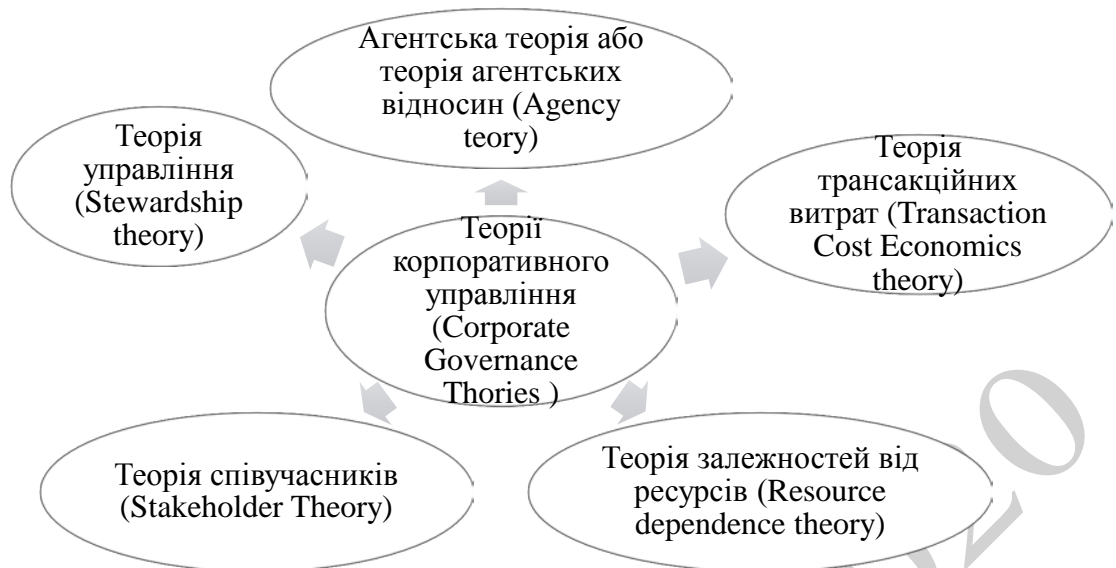 Агентська теорія або
теорія агентських
відносин (Agency
teory)
Теорія
управління
(Stewardship
theory)
Теорія
трансакційних
витрат (Transaction
Cost Economics
theory)
Теорії
корпоративного
управління
(Corporate
Governance
Thories )
Теорія співучасників
(Stakeholder Theory)
Теорія залежностей від
ресурсів (Resource
dependence theory)